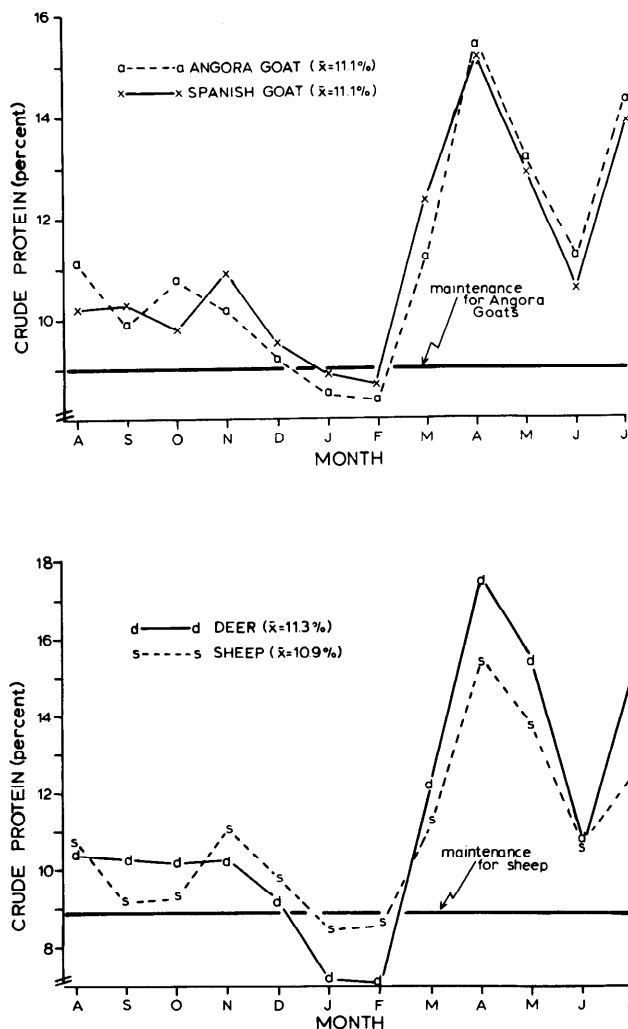 a-----a ANGORA GOAT (x̄=11.1%)
x——x SPANISH GOAT (x̄=11.1%)
CRUDE PROTEIN (percent)
16
14
12
10
maintenance
for Angora
Goats
A S O N D J F M A M J J
MONTH
18
d——d DEER (x̄=11.3%)
s-----s SHEEP (x̄=10.9%)
CRUDE PROTEIN (percent)
16
14
12
10
8
maintenance
for sheep
A S O N D J F M A M J
MONTH